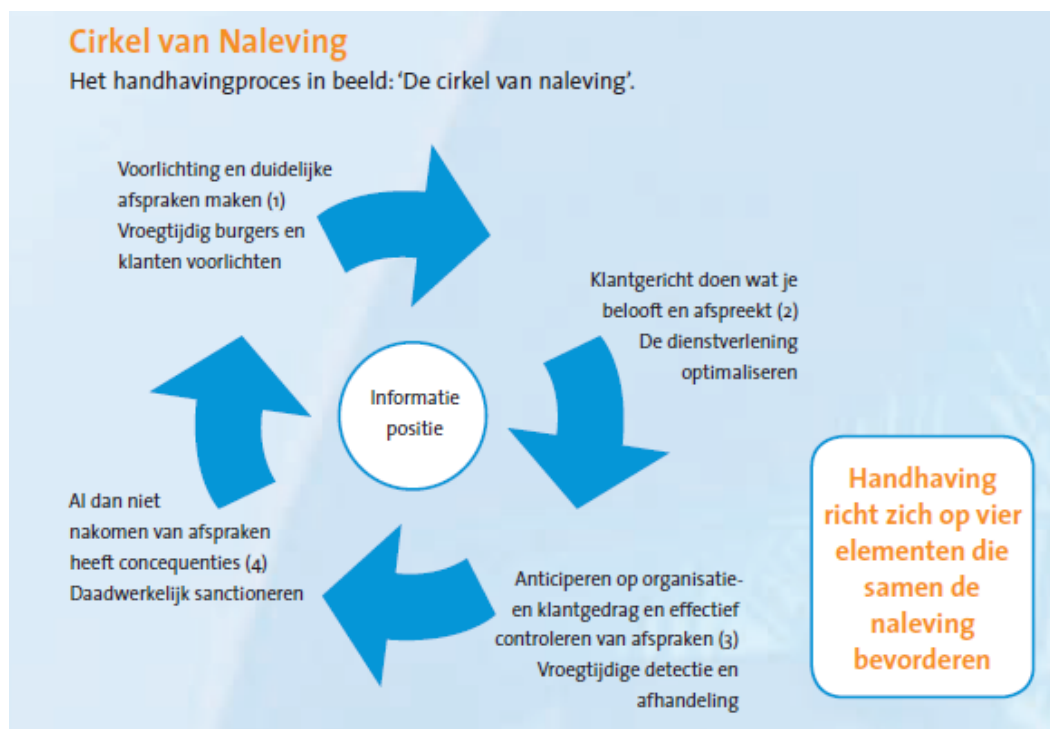 Cirkel van Naleving
Het handhavingproces in beeld: ‘De cirkel van naleving’.
Voorlichting en duidelijke
afspraken maken (1)
Vroegtijdig burgers en
klanten voorlichten
Klantgericht doen wat je
belooft en afspreekt (2)
De dienstverlening
optimaliseren
Informatie
positie
Anticiperen op organisatie-
en klantgedrag en effectief
controleren van afspraken (3)
Vroegtijdige detectie en
afhandeling
Al dan niet
nakomen van afspraken
heeft concequenties (4)
Daadwerkelijk sanctioneren
Handhaving
richt zich op vier
elementen die
samen de
naleving
bevorderen